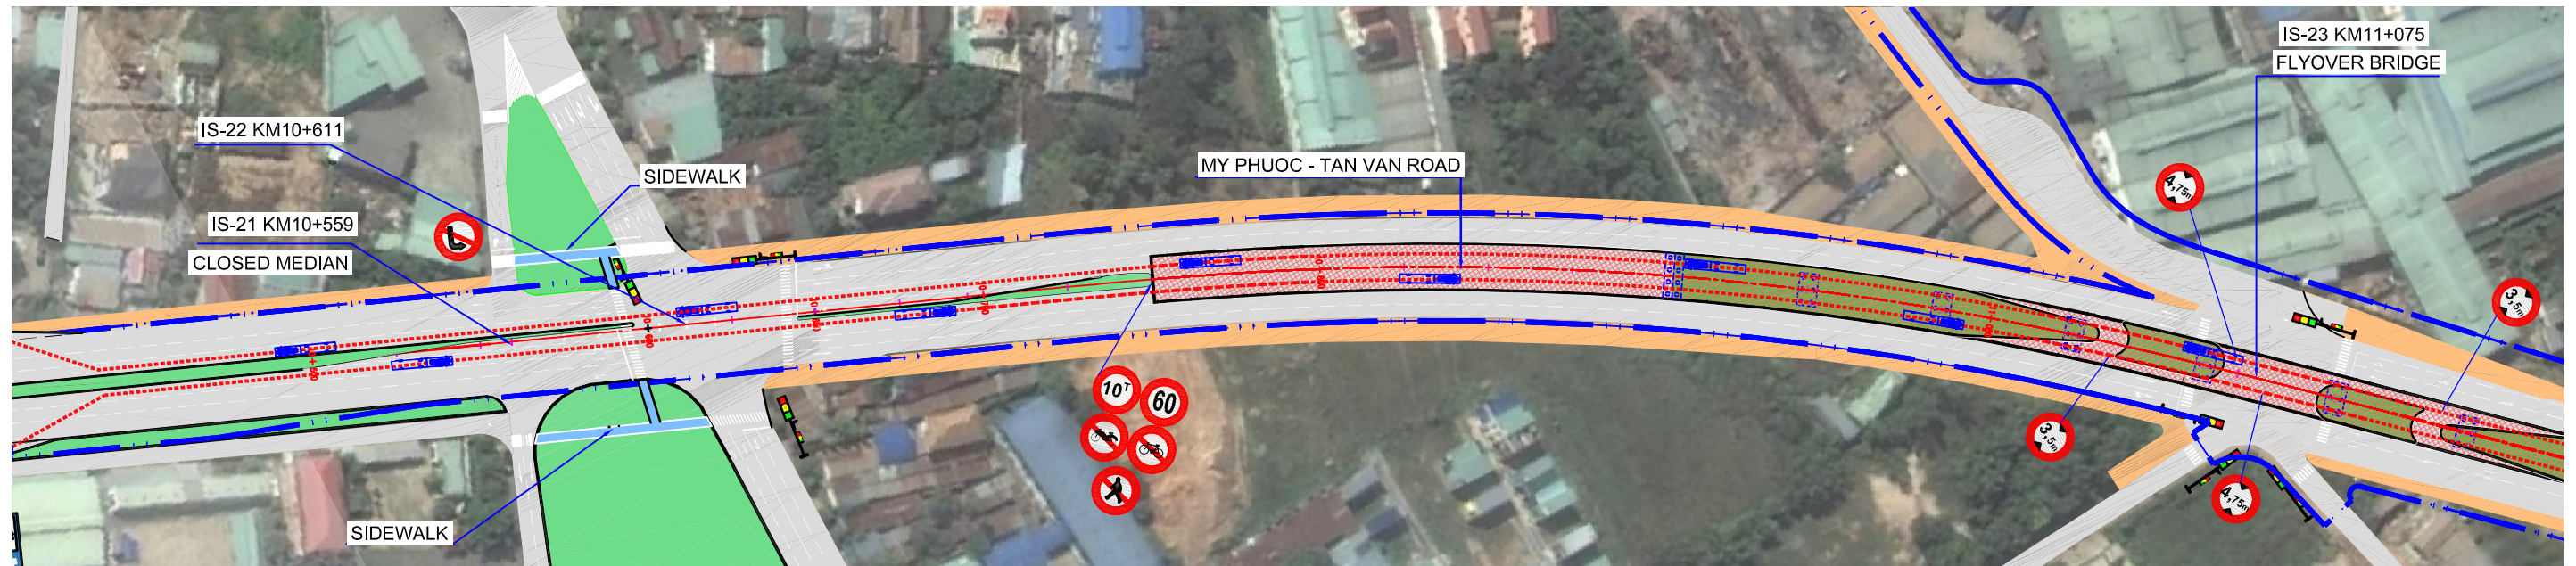 IS-23 KM11+075
FLYOVER BRIDGE
IS-22 KM10+611
SIDEWALK
MY PHUOC - TAN VAN ROAD
4,75m
IS-21 KM10+559
CLOSED MEDIAN
3,5m
10T
60
3,5m
4,75m
SIDEWALK